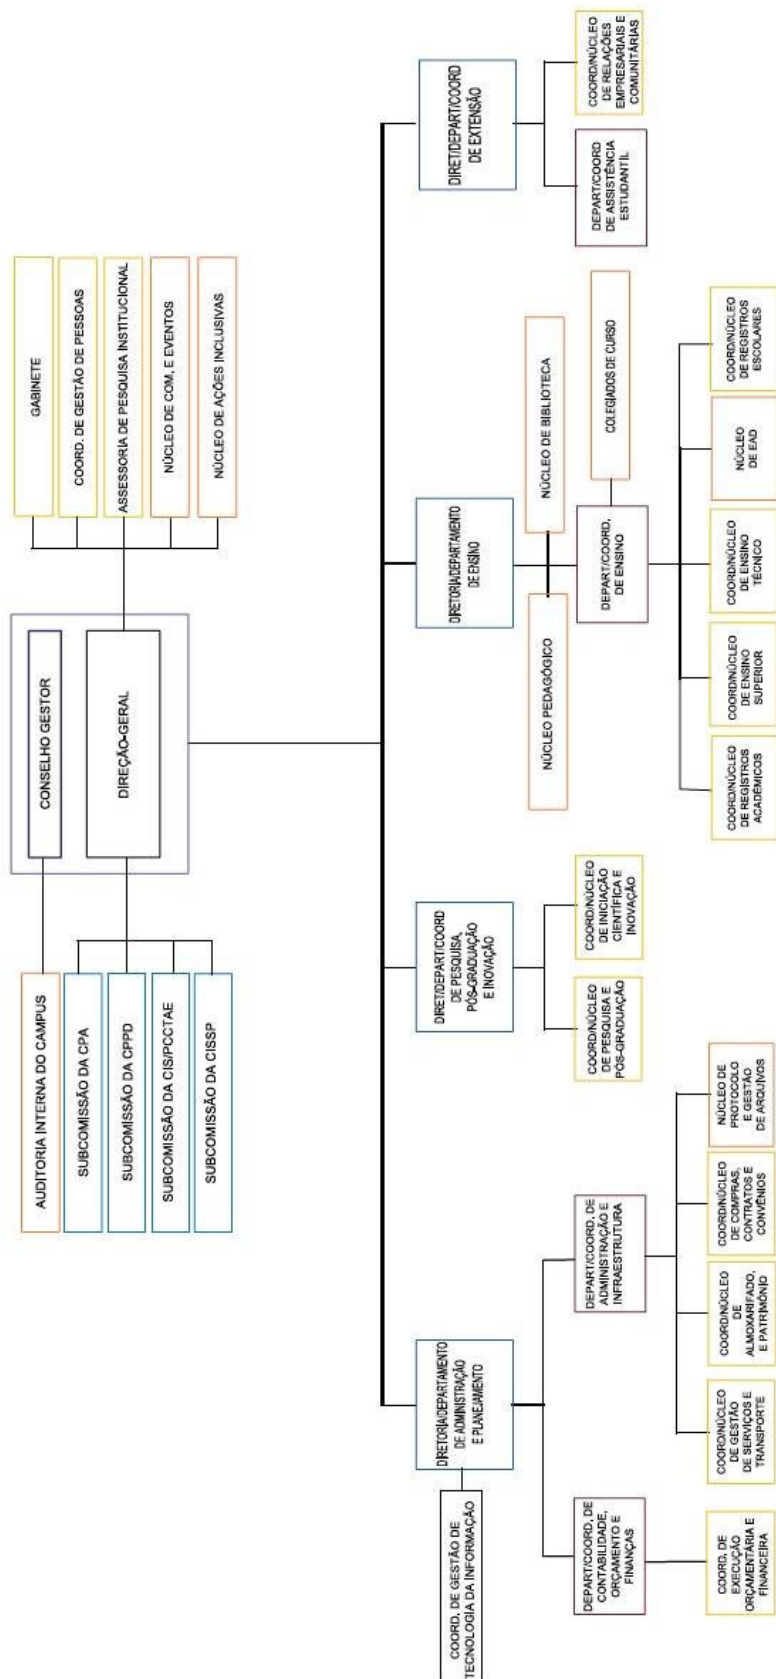 AUDITORIA INTERNA DO CAMPUS
SUBCOMISSÃO DA CPA
SUBCOMISSÃO DA CPPD
SUBCOMISSÃO DA CIS/PCCTAE
SUBCOMISSÃO DA CISSP
CONSELHO GESTOR
DIREÇÃO-GERAL
GABINETE
COORD. DE GESTÃO DE PESSOAS
ASSESSORIA DE PESQUISA INSTITUCIONAL
NÚCLEO DE COM. E EVENTOS
NÚCLEO DE AÇÕES INCLUSIVAS
COORD. DE GESTÃO DE
TECNOLOGIA DA INFORMAÇÃO
DIRETORIA/DEPARTAMENTO
DE ADMINISTRAÇÃO
E PLANEJAMENTO
DIRET/DEPART/COORD
DE PESQUISA,
PÓS-GRADUAÇÃO
E INOVAÇÃO
DIRETORIA/DEPARTAMENTO
DE ENSINO
DIRET/DEPART/COORD
DE EXTENSÃO
NÚCLEO PEDAGÓGICO
NÚCLEO DE BIBLIOTECA
DEPART/COORD. DE
CONTABILIDADE,
ORÇAMENTO E
FINANÇAS
DEPART/COORD. DE
ADMINISTRAÇÃO E
INFRAESTRUTURA
COORD/NÚCLEO
DE PESQUISA E
PÓS-GRADUAÇÃO
COORD/NÚCLEO
DE INICIAÇÃO
CIENTÍFICA E
INOVAÇÃO
DEPART/COORD.
DE ENSINO
COLEGIADOS DE CURSO
DEPART/COORD
DE ASSISTÊNCIA
ESTUDANTIL
COORD/NÚCLEO
DE RELAÇÕES
EMPRESARIAIS E
COMUNITÁRIAS
COORD. DE
EXECUÇÃO
ORÇAMENTÁRIA E
FINANCEIRA
COORD/NÚCLEO
DE GESTÃO
DE SERVIÇOS E
TRANSPORTE
COORD/NÚCLEO
DE
ALMOXARIFADO,
E PATRIMÔNIO
COORD/NÚCLEO
DE COMPRAS,
CONTRATOS E
CONVÊNIOS
NÚCLEO DE
PROTOCOLO
E GESTÃO
DE ARQUIVOS
COORD/NÚCLEO
DE REGISTROS
ACADÊMICOS
COORD/NÚCLEO
DE ENSINO
SUPERIOR
COORD/NÚCLEO
DE ENSINO
TÉCNICO
NÚCLEO
DE EAD
COORD/NÚCLEO
DE REGISTROS
ESCOLARES